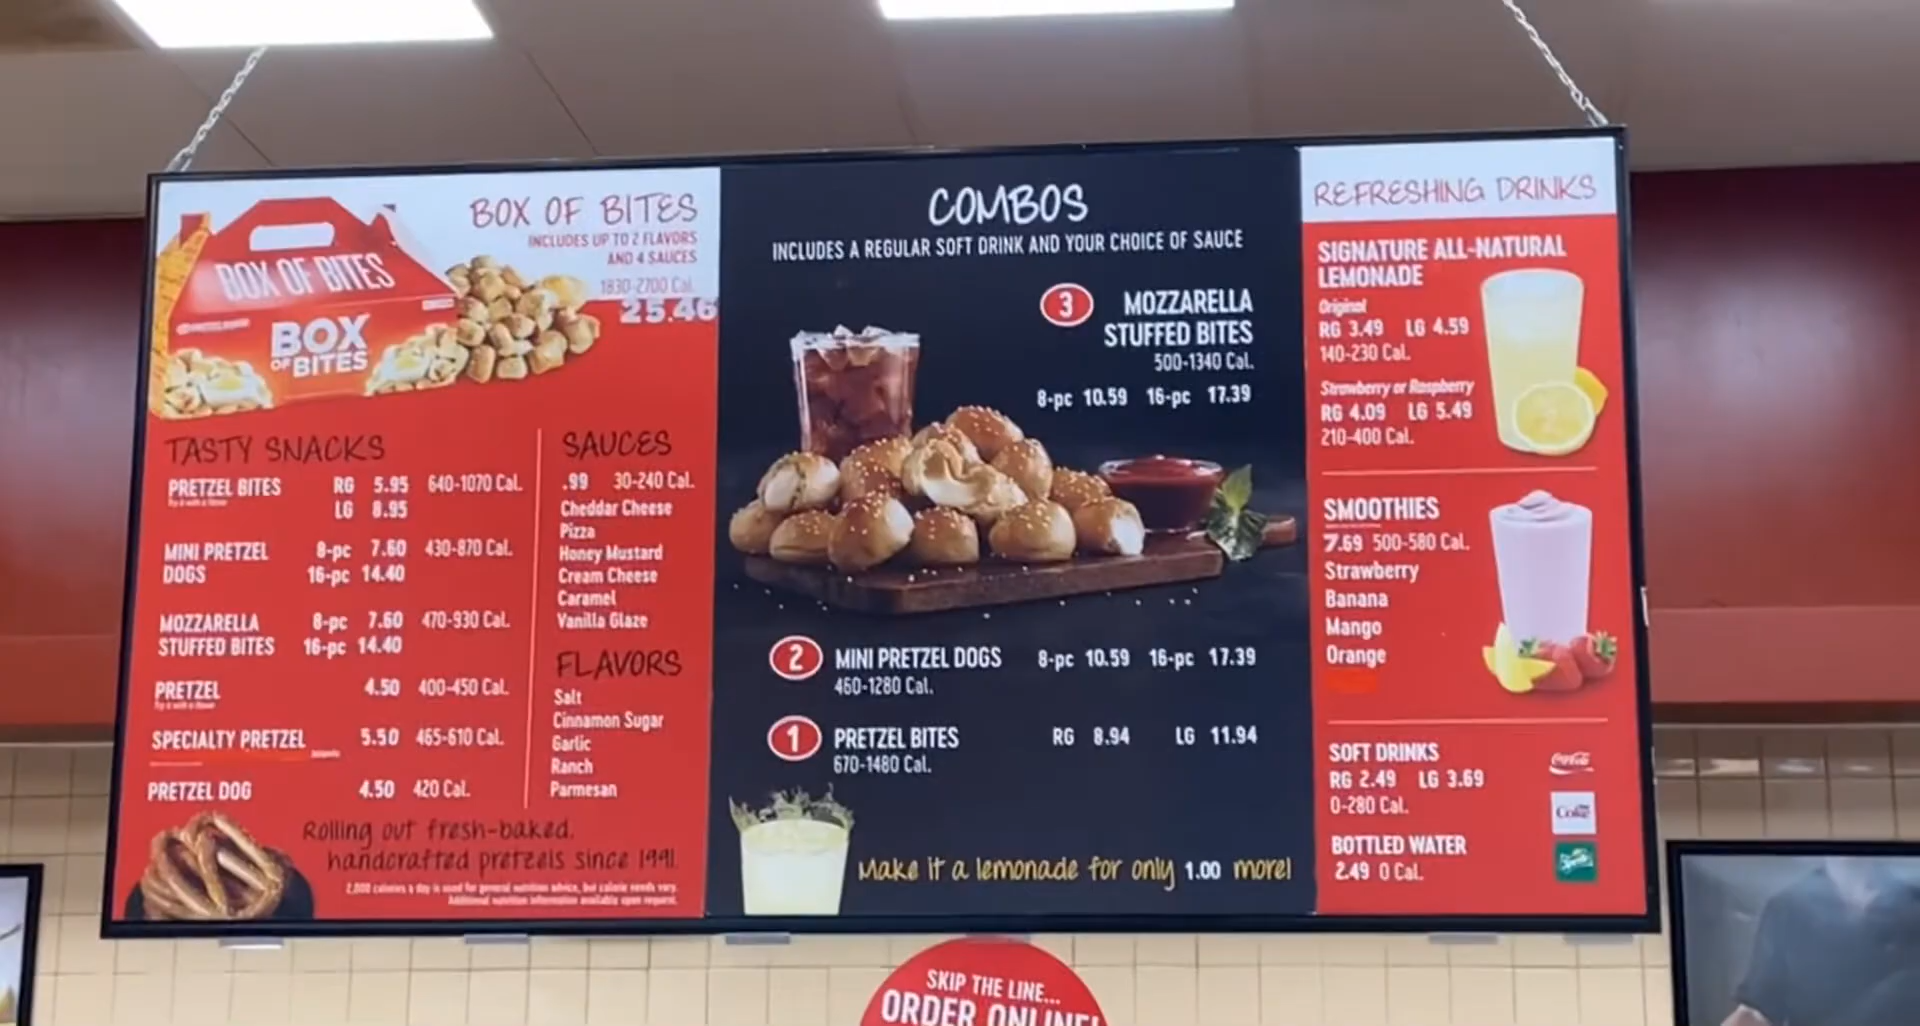 BOX OF BITES
BOX
OF BITES
BOX OF BITES
INCLUDES UP TO 2 FLAVORS
AND 4 SAUCES
1830-2700 Cal.
25.46
TASTY SNACKS
PRETZEL BITES RG 5.95 640-1070 Cal.
Try it with a flavor
LG 8.95
MINI PRETZEL 8-pc 7.60 430-870 Cal.
DOGS 16-pc 14.40
MOZZARELLA 8-pc 7.60 470-930 Cal.
STUFFED BITES 16-pc 14.40
PRETZEL 4.50 400-450 Cal.
Try it with a flavor
SPECIALTY PRETZEL 5.50 465-610 Cal.
Jalapeño
PRETZEL DOG 4.50 420 Cal.
SAUCES
.99 30-240 Cal.
Cheddar Cheese
Pizza
Honey Mustard
Cream Cheese
Caramel
Vanilla Glaze
FLAVORS
Salt
Cinnamon Sugar
Garlic
Ranch
Parmesan
Rolling out fresh-baked,
handcrafted pretzels since 1991.
2,000 calories a day is used for general nutrition advice, but calorie needs vary.
Additional nutrition information available upon request.
COMBOS
INCLUDES A REGULAR SOFT DRINK AND YOUR CHOICE OF SAUCE
3 MOZZARELLA
STUFFED BITES
500-1340 Cal.
8-pc 10.59 16-pc 17.39
2 MINI PRETZEL DOGS 8-pc 10.59 16-pc 17.39
460-1280 Cal.
1 PRETZEL BITES RG 8.94 LG 11.94
670-1480 Cal.
Make it a lemonade for only 1.00 more!
REFRESHING DRINKS
SIGNATURE ALL-NATURAL
LEMONADE
Original
RG 3.49 LG 4.59
140-230 Cal.
Strawberry or Raspberry
RG 4.09 LG 5.49
210-400 Cal.
SMOOTHIES
7.69 500-580 Cal.
Strawberry
Banana
Mango
Orange
SOFT DRINKS
RG 2.49 LG 3.69
0-280 Cal.
BOTTLED WATER
2.49 0 Cal.
Coca-Cola
Coke
Sprite
SKIP THE LINE...
ORDER ONLINE!